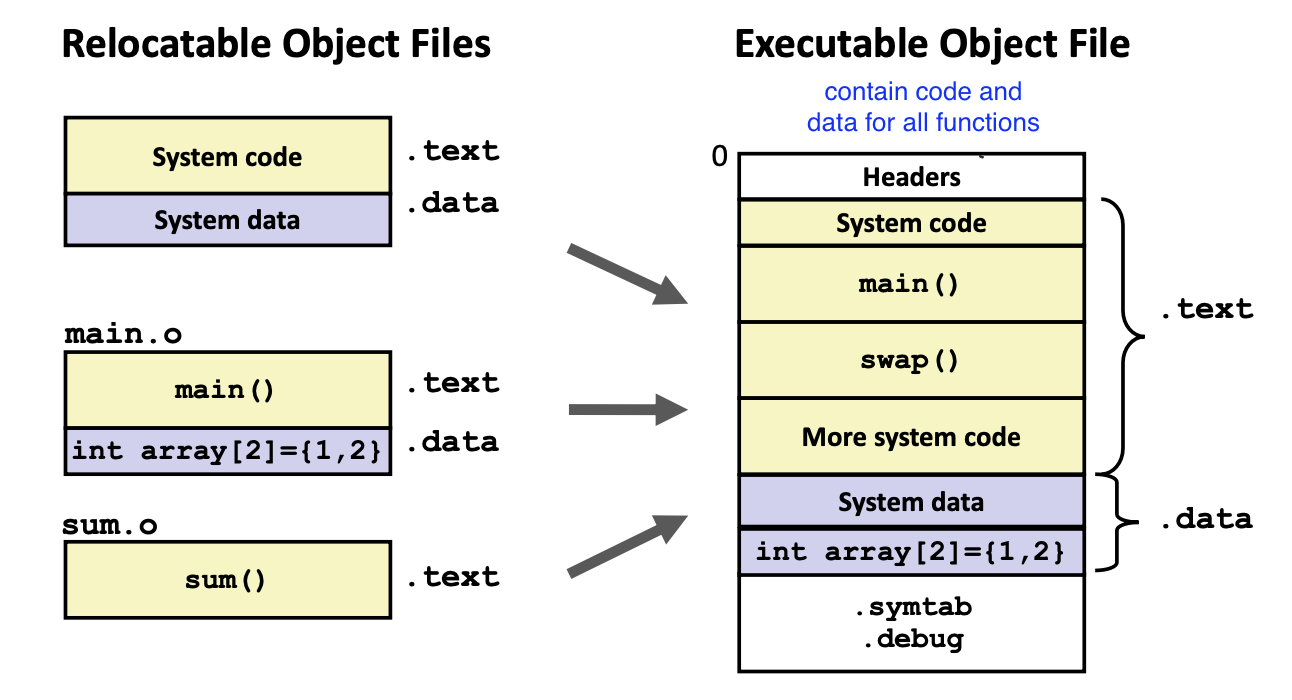 Relocatable Object Files
System code
.text
System data
.data
main.o
main()
.text
int array[2]={1,2}
.data
sum.o
sum()
.text
Executable Object File
contain code and
data for all functions
0
Headers
System code
main()
swap()
More system code
.text
System data
int array[2]={1,2}
.data
.symtab
.debug